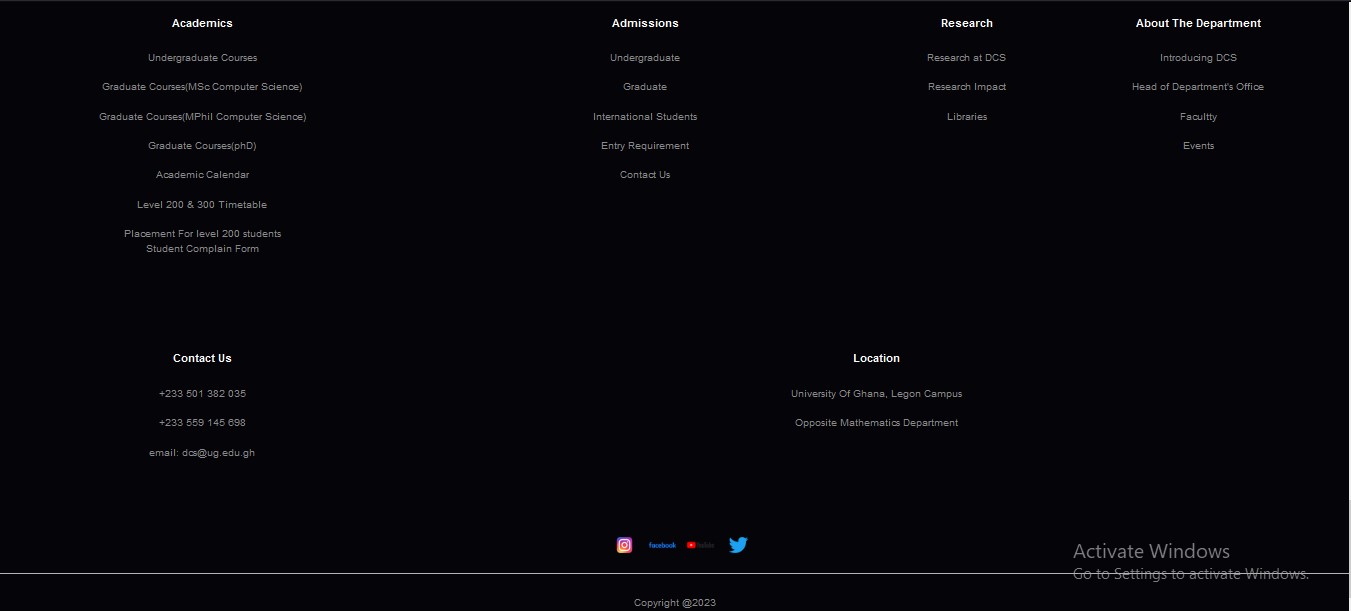 Academics
Undergraduate Courses
Graduate Courses(MSc Computer Science)
Graduate Courses(MPhil Computer Science)
Graduate Courses(phD)
Academic Calendar
Level 200 & 300 Timetable
Placement For level 200 students
Student Complain Form
Admissions
Undergraduate
Graduate
International Students
Entry Requirement
Contact Us
Research
Research at DCS
Research Impact
Libraries
About The Department
Introducing DCS
Head of Department's Office
Facultty
Events
Contact Us
+233 501 382 035
+233 559 145 698
email: dcs@ug.edu.gh
Location
University Of Ghana, Legon Campus
Opposite Mathematics Department
facebook
Activate Windows
Go to Settings to activate Windows.
Copyright @2023